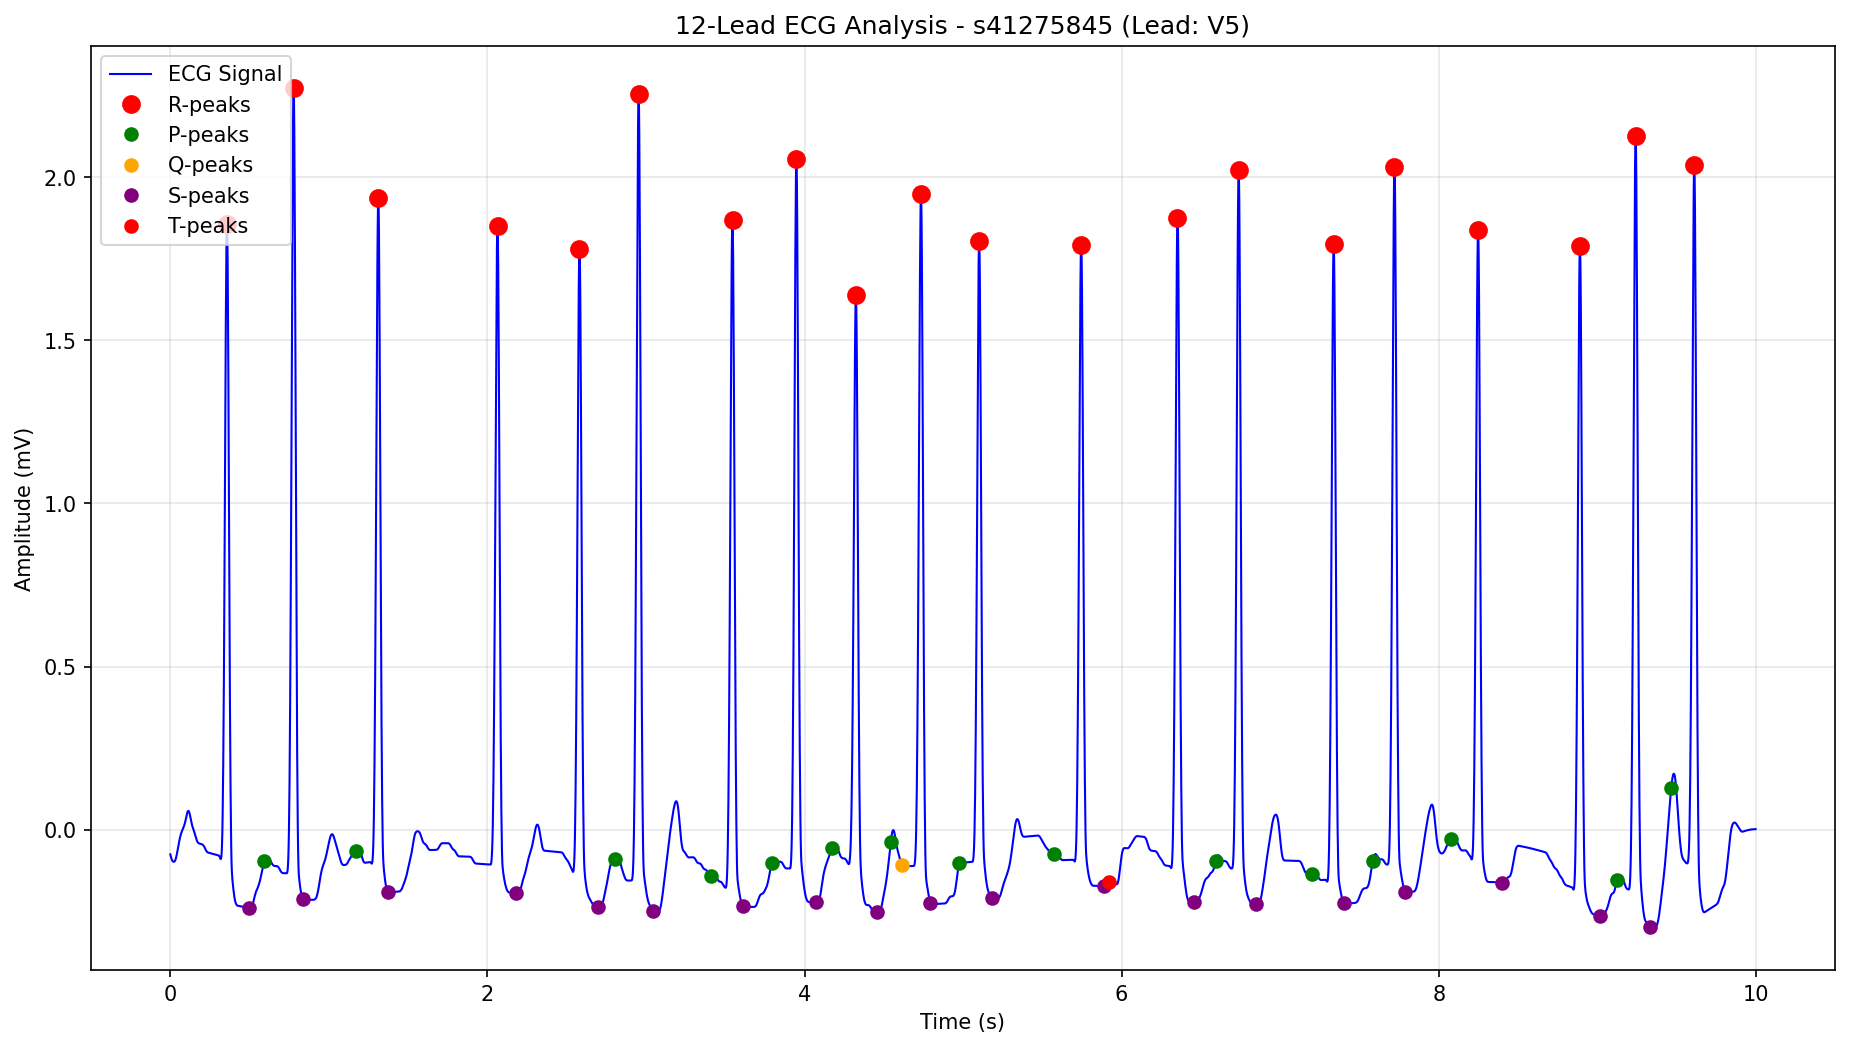 12-Lead ECG Analysis - s41275845 (Lead: V5)
ECG Signal
R-peaks
P-peaks
Q-peaks
S-peaks
T-peaks
2.0
1.5
1.0
0.5
0.0
Amplitude (mV)
0 2 4 6 8 10
Time (s)